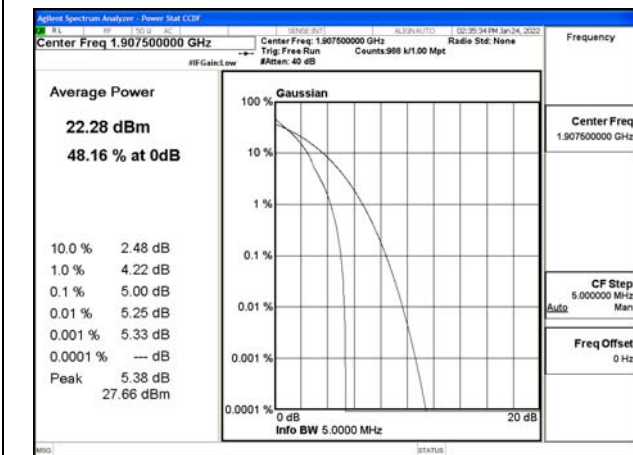 Agilent Spectrum Analyzer - Power Stat CCDF
RL RF 50 Ω AC SENSE:INT ALIGN AUTO 02:35:34 PM Jan 24, 2022
Center Freq 1.907500000 GHz
Center Freq: 1.907500000 GHz Radio Std: None
Trig: Free Run Counts:988 k/1.00 Mpt
#IFGain:Low #Atten: 40 dB
Frequency
Average Power
22.28 dBm
48.16 % at 0dB
10.0 % 2.48 dB
1.0 % 4.22 dB
0.1 % 5.00 dB
0.01 % 5.25 dB
0.001 % 5.33 dB
0.0001 % --- dB
Peak 5.38 dB
27.66 dBm
Gaussian
100 %
10 %
1 %
0.1 %
0.01 %
0.001 %
0.0001 %
0 dB 20 dB
Info BW 5.0000 MHz
Center Freq
1.907500000 GHz
CF Step
5.000000 MHz
Auto Man
Freq Offset
0 Hz
MSG STATUS